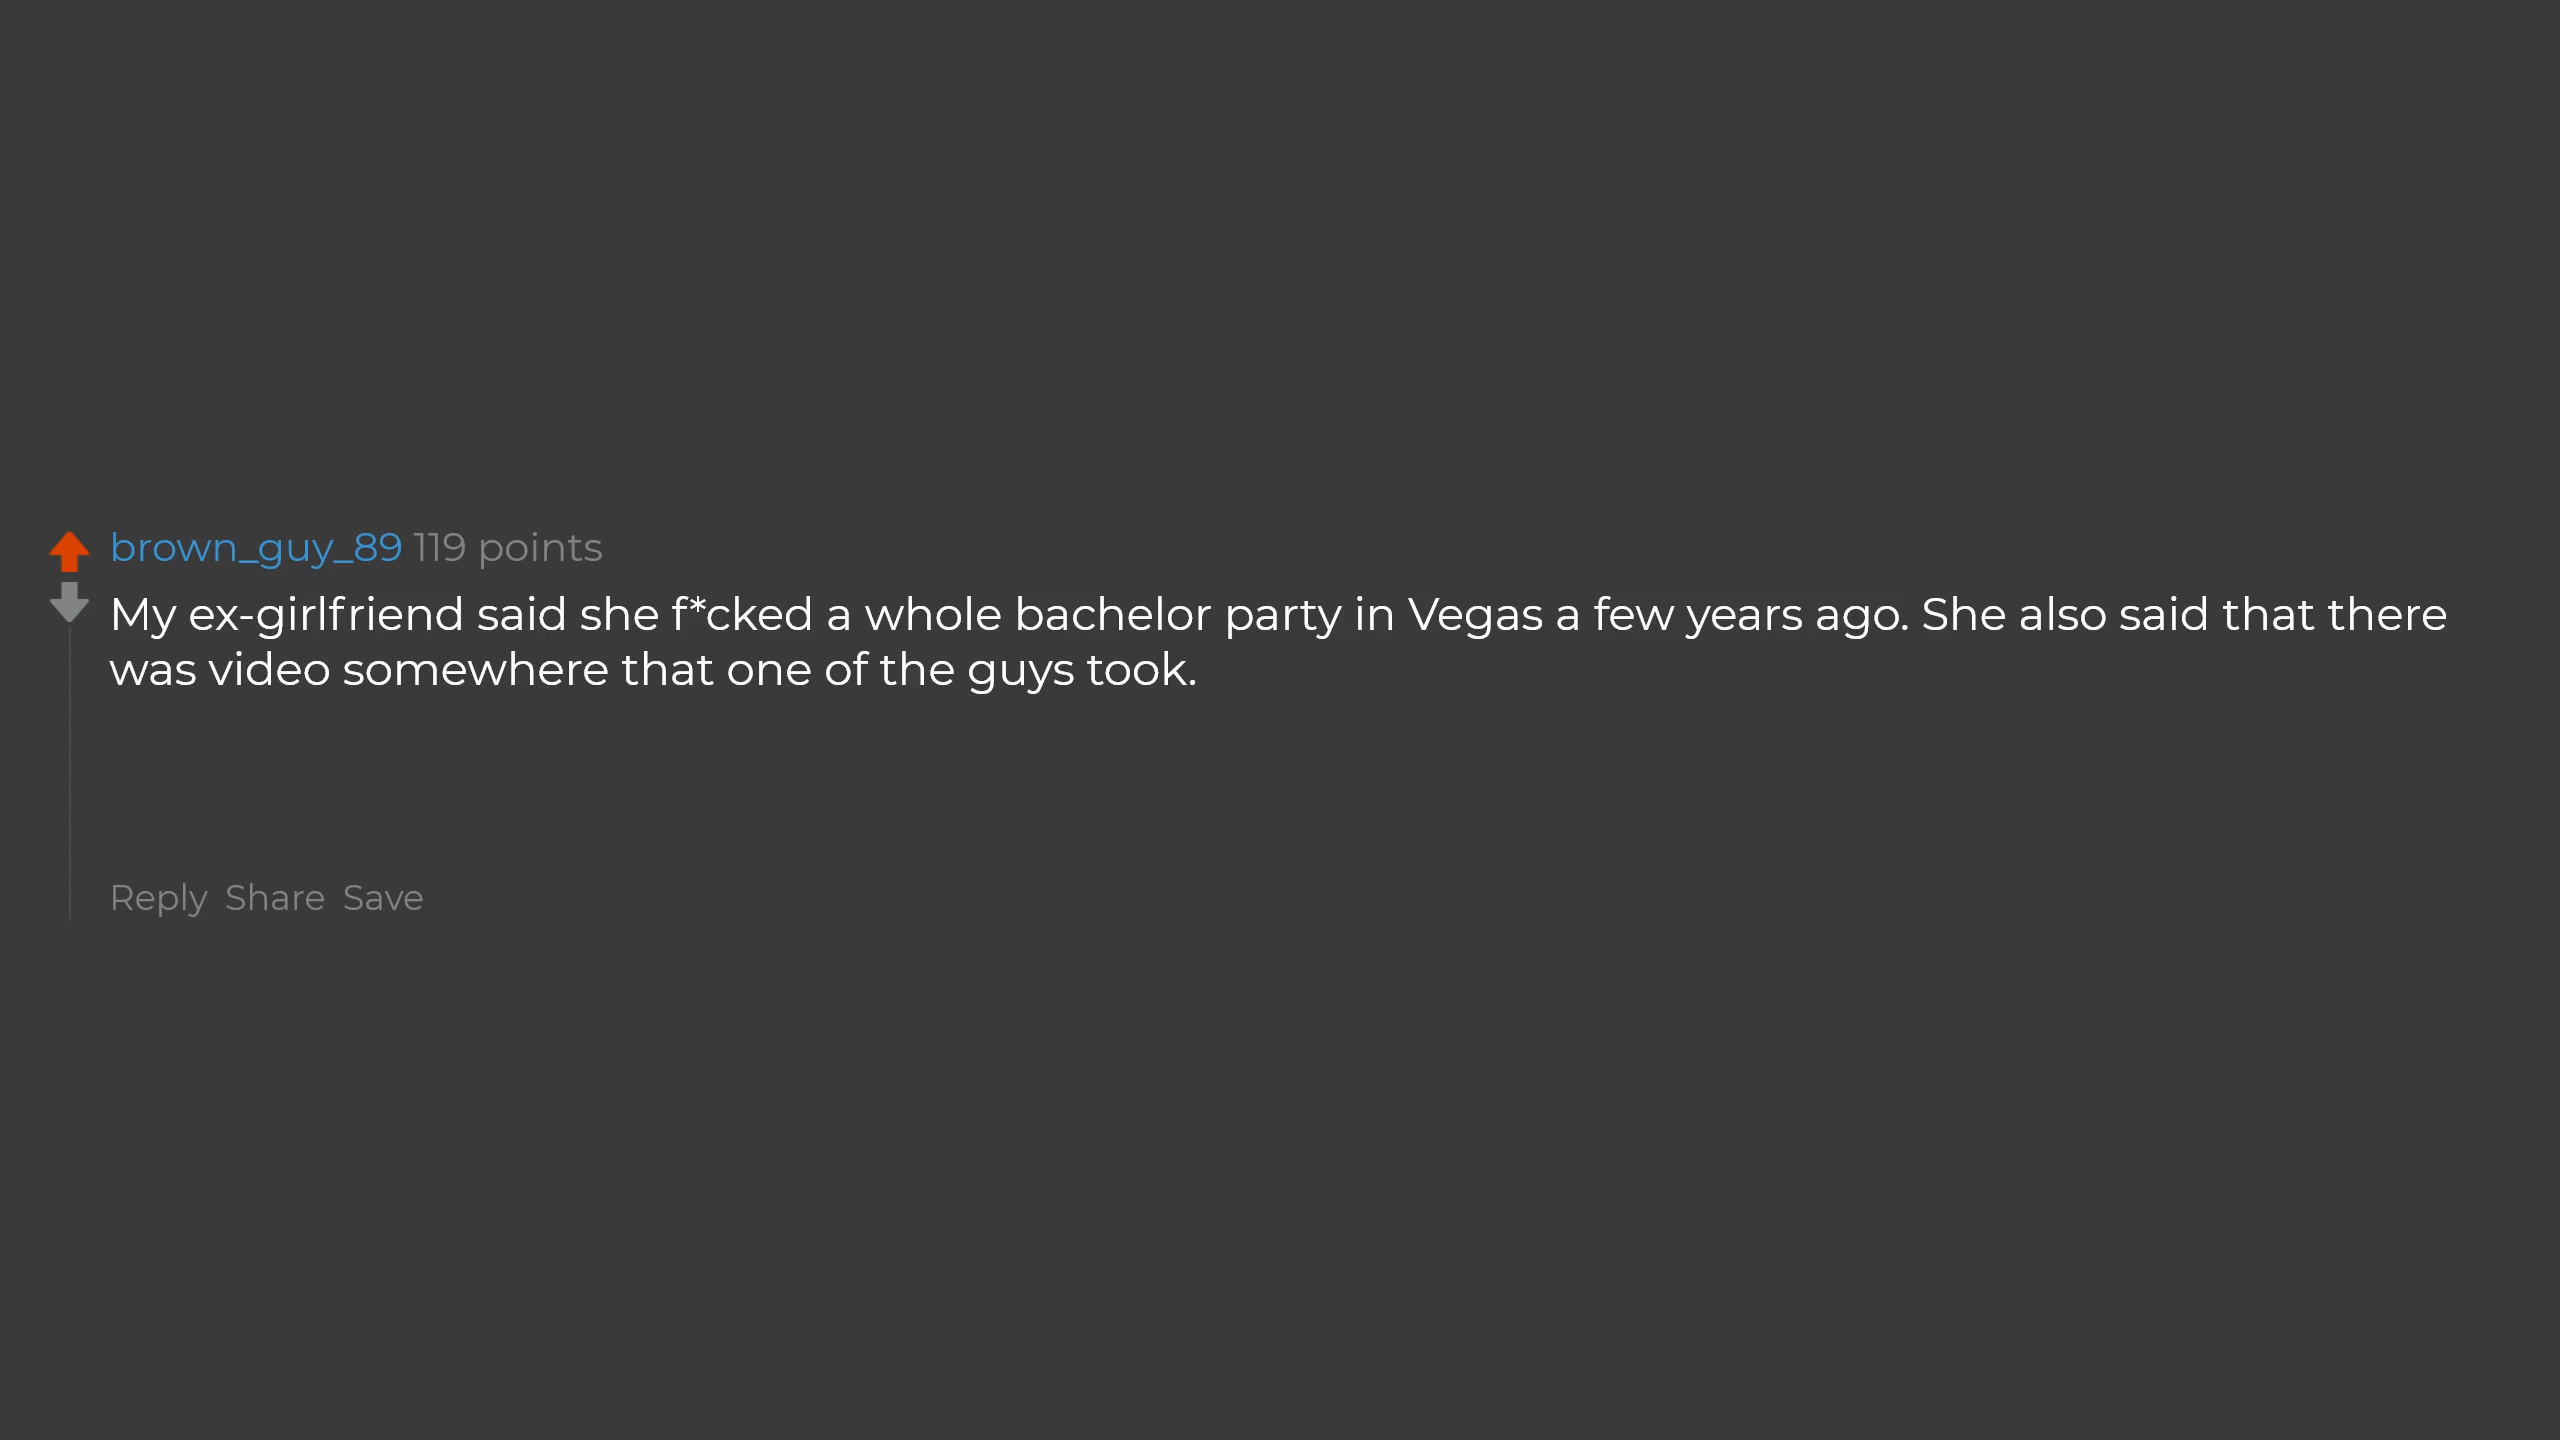 brown_guy_89 119 points
My ex-girlfriend said she f*cked a whole bachelor party in Vegas a few years ago. She also said that there
was video somewhere that one of the guys took.
Reply Share Save